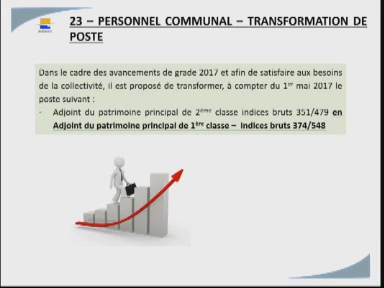 23 – PERSONNEL COMMUNAL – TRANSFORMATION DE
POSTE
Dans le cadre des avancements de grade 2017 et afin de satisfaire aux besoins
de la collectivité, il est proposé de transformer, à compter du 1er mai 2017 le
poste suivant :
- Adjoint du patrimoine principal de 2ème classe indices bruts 351/479 en
Adjoint du patrimoine principal de 1ère classe – indices bruts 374/548